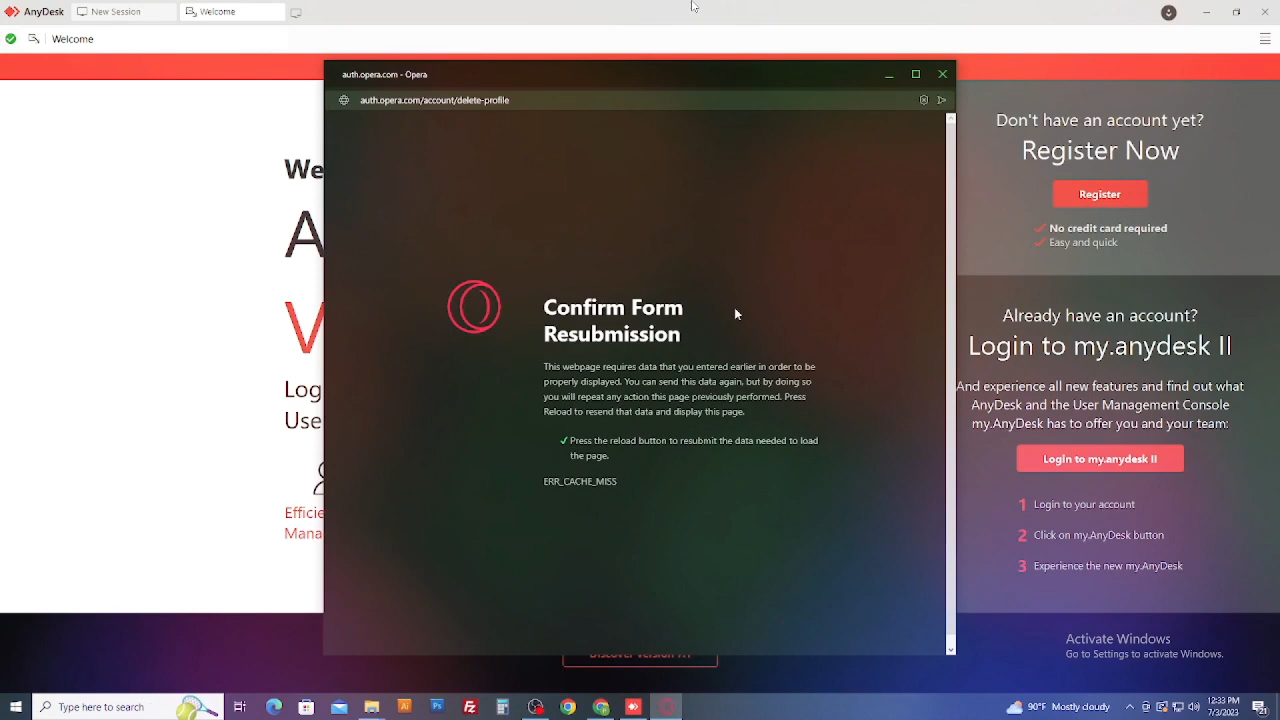 AnyDesk
New Session
Welcome
Welcome
auth.opera.com - Opera
auth.opera.com/account/delete-profile
We
A
V
Log
Use
Efficie
Mana
Confirm Form
Resubmission
This webpage requires data that you entered earlier in order to be
properly displayed. You can send this data again, but by doing so
you will repeat any action this page previously performed. Press
Reload to resend that data and display this page.
Press the reload button to resubmit the data needed to load
the page.
ERR_CACHE_MISS
Don't have an account yet?
Register Now
Register
No credit card required
Easy and quick
Already have an account?
Login to my.anydesk II
And experience all new features and find out what
AnyDesk and the User Management Console
my.AnyDesk has to offer you and your team:
Login to my.anydesk II
1 Login to your account
2 Click on my.AnyDesk button
3 Experience the new my.AnyDesk
Activate Windows
Go to Settings to activate Windows.
Type here to search
Ai
Ps
Fz
90°F Mostly cloudy
12:33 PM
7/3/2023